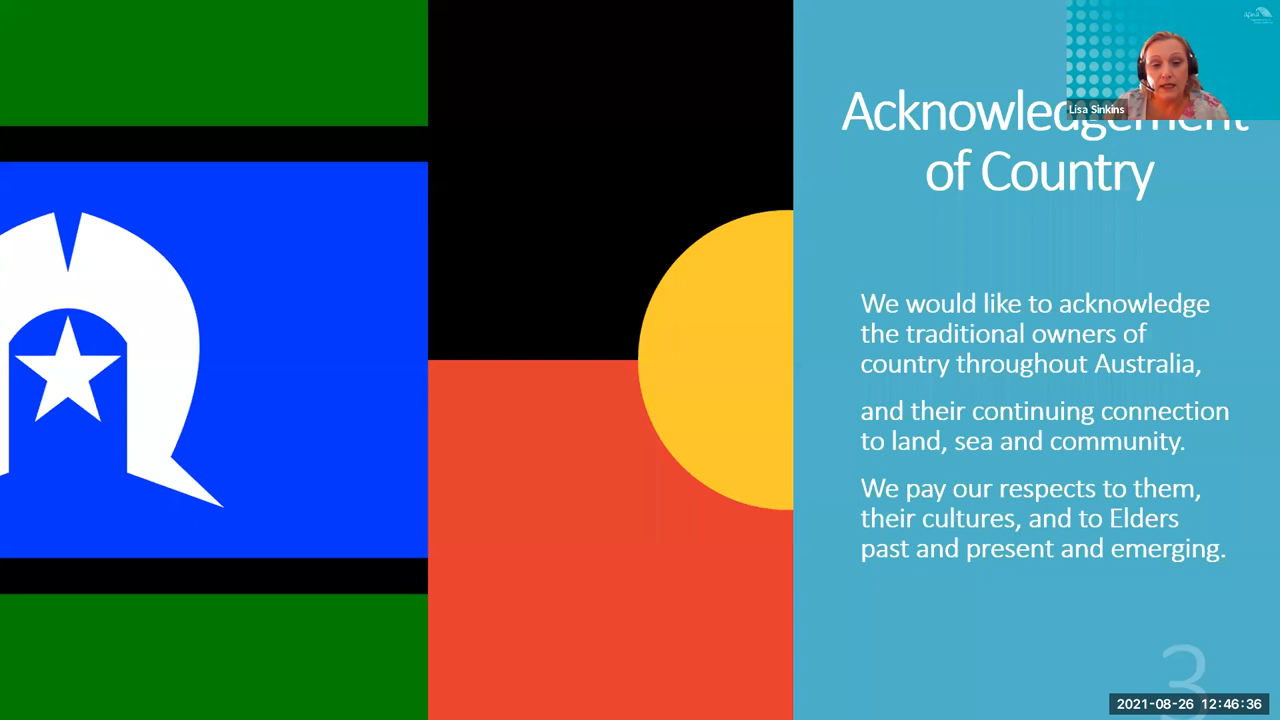 Lisa Sinkins
Acknowledgement
of Country
We would like to acknowledge
the traditional owners of
country throughout Australia,
and their continuing connection
to land, sea and community.
We pay our respects to them,
their cultures, and to Elders
past and present and emerging.
3
2021-08-26 12:46:36